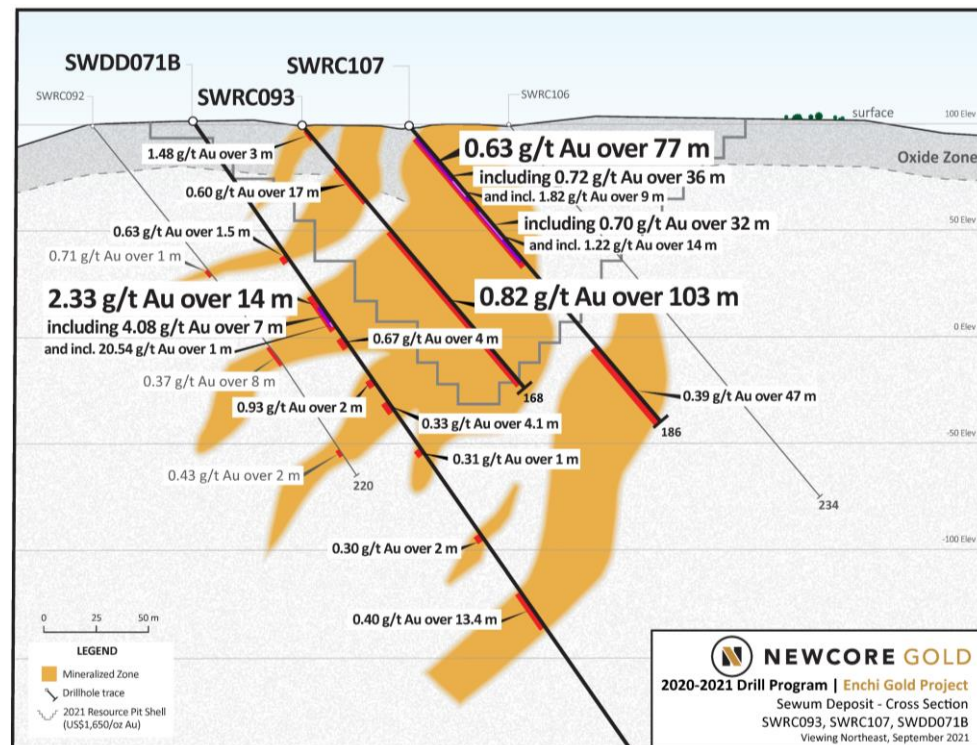 SWDD071B
SWRC107
SWRC092
SWRC093
SWRC106
surface
100 Elev
Oxide Zone
1.48 g/t Au over 3 m
0.63 g/t Au over 77 m
including 0.72 g/t Au over 36 m
and incl. 1.82 g/t Au over 9 m
0.60 g/t Au over 17 m
including 0.70 g/t Au over 32 m
and incl. 1.22 g/t Au over 14 m
50 Elev
0.63 g/t Au over 1.5 m
0.71 g/t Au over 1 m
2.33 g/t Au over 14 m
including 4.08 g/t Au over 7 m
and incl. 20.54 g/t Au over 1 m
0.82 g/t Au over 103 m
0 Elev
0.67 g/t Au over 4 m
0.37 g/t Au over 8 m
0.93 g/t Au over 2 m
168
0.39 g/t Au over 47 m
0.33 g/t Au over 4.1 m
186
-50 Elev
0.31 g/t Au over 1 m
0.43 g/t Au over 2 m
220
234
0.30 g/t Au over 2 m
-100 Elev
0.40 g/t Au over 13.4 m
0 25 50 m
LEGEND
Mineralized Zone
Drillhole trace
2021 Resource Pit Shell
(US$1,650/oz Au)
NEWCORE GOLD
2020-2021 Drill Program | Enchi Gold Project
Sewum Deposit - Cross Section
SWRC093, SWRC107, SWDD071B
Viewing Northeast, September 2021